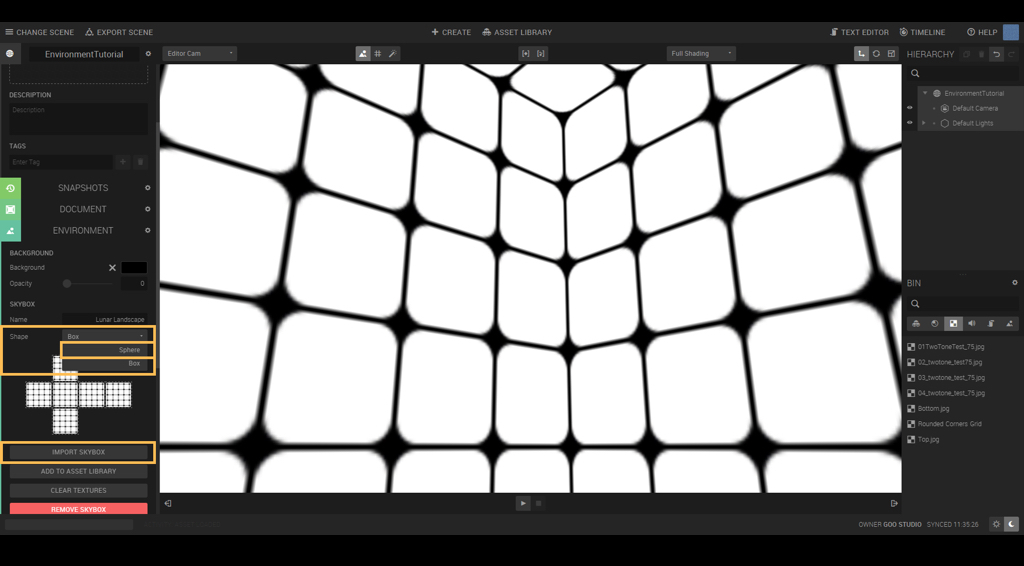 CHANGE SCENE
EXPORT SCENE
CREATE
ASSET LIBRARY
TEXT EDITOR
TIMELINE
HELP
EnvironmentTutorial
Editor Cam
Full Shading
HIERARCHY
EnvironmentTutorial
Default Camera
Default Lights
DESCRIPTION
Description
TAGS
Enter Tag
SNAPSHOTS
DOCUMENT
ENVIRONMENT
BACKGROUND
Background
Opacity
0
SKYBOX
Name
Lunar Landscape
Shape
Box
Sphere
Box
IMPORT SKYBOX
ADD TO ASSET LIBRARY
CLEAR TEXTURES
REMOVE SKYBOX
BIN
01TwoToneTest_75.jpg
02_twotone_test75.jpg
03_twotone_test_75.jpg
04_twotone_test_75.jpg
Bottom.jpg
Rounded Corners Grid
Top.jpg
OWNER GOO STUDIO
SYNCED 11:35:26